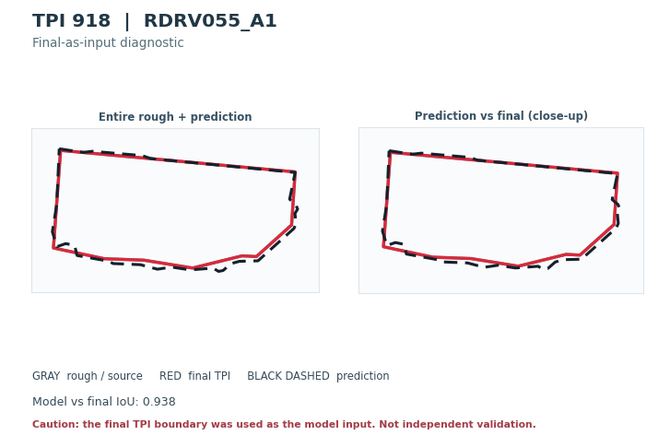 TPI 918 | RDRV055_A1
Final-as-input diagnostic
Entire rough + prediction
Prediction vs final (close-up)
GRAY rough / source RED final TPI BLACK DASHED prediction
Model vs final IoU: 0.938
Caution: the final TPI boundary was used as the model input. Not independent validation.